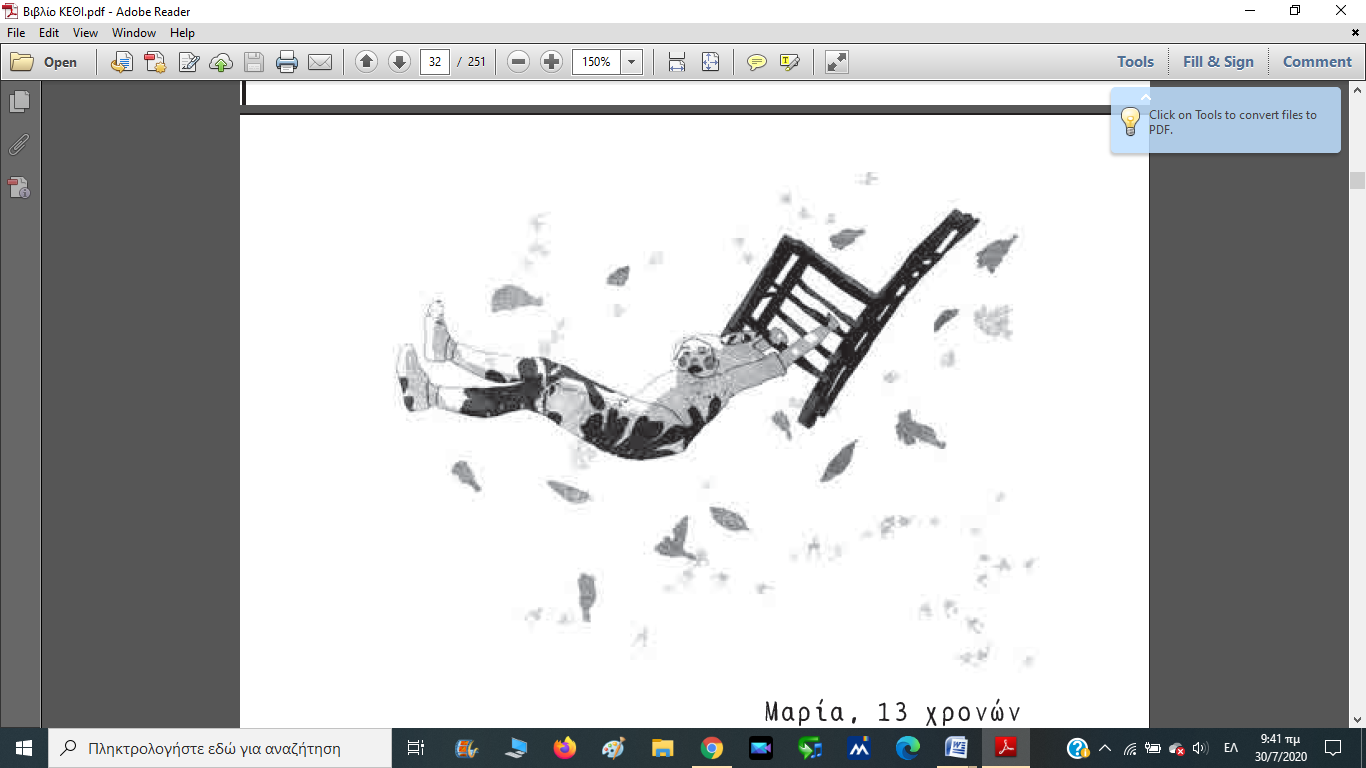 Βιβλίο ΚΕΘΙ.pdf - Adobe Reader
File Edit View Window Help
Open 32 / 251 150% Tools Fill & Sign Comment
Click on Tools to convert files to
PDF.
Μαρία, 13 χρονών
Πληκτρολογήστε εδώ για αναζήτηση
ΕΛ
9:41 πμ
30/7/2020